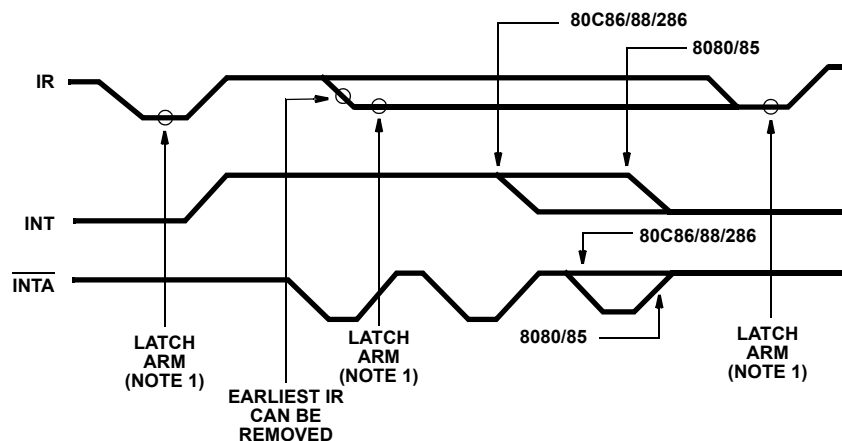 80C86/88/286
8080/85
IR
LATCH
ARM
(NOTE 1)
EARLIEST IR
CAN BE
REMOVED
LATCH
ARM
(NOTE 1)
LATCH
ARM
(NOTE 1)
INT
80C86/88/286
INTA
8080/85